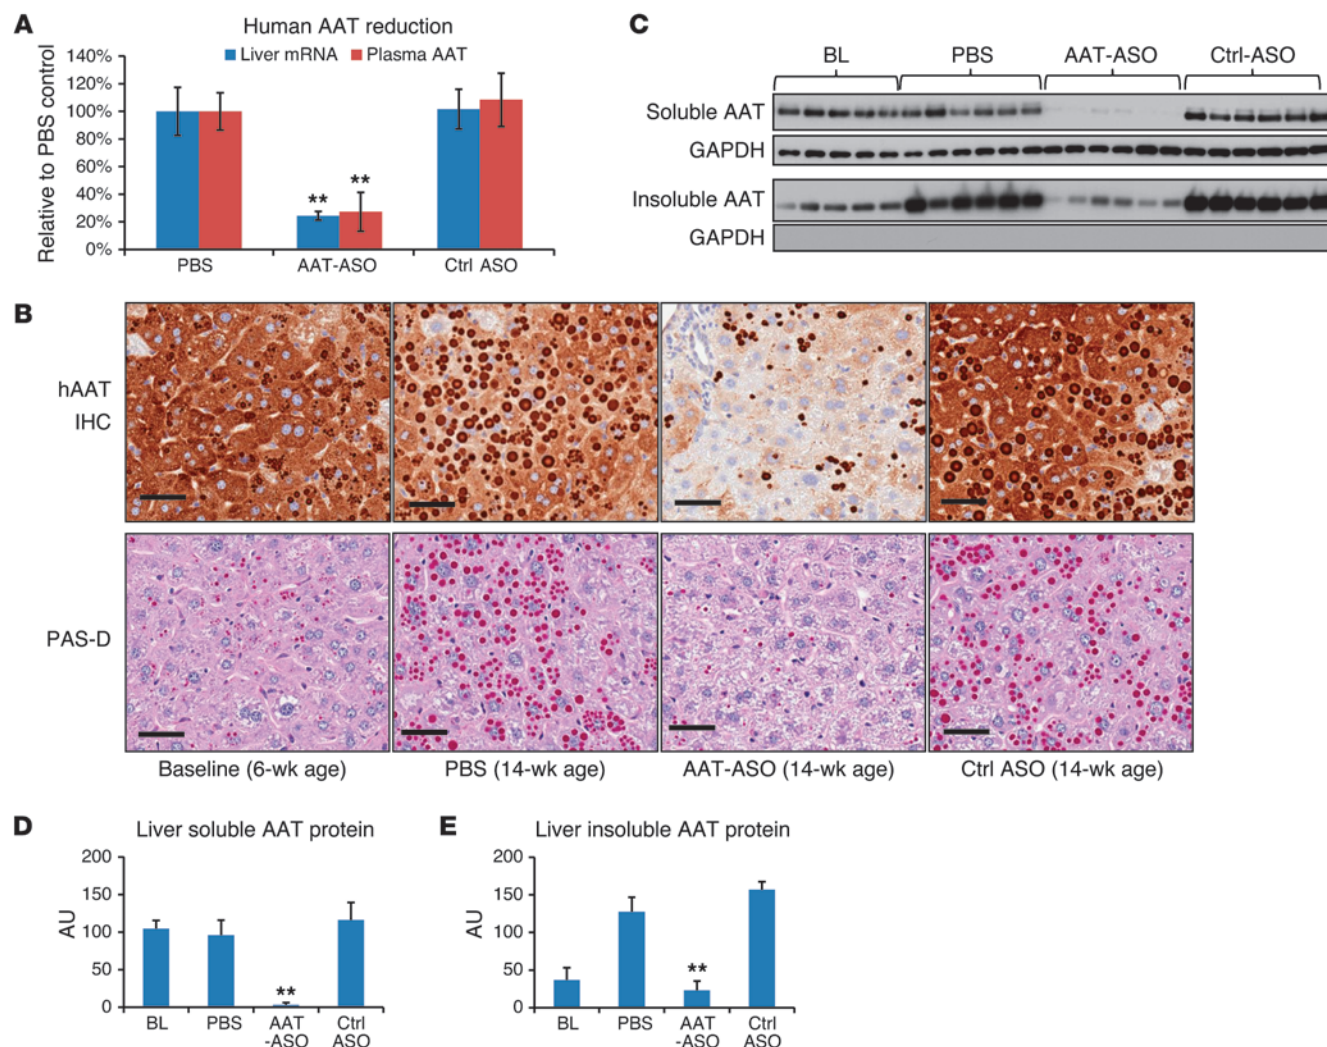 A
Human AAT reduction
Liver mRNA Plasma AAT
Relative to PBS control
140%
120%
100%
80%
60%
40%
20%
0%
** **
PBS AAT-ASO Ctrl ASO
C
BL PBS AAT-ASO Ctrl-ASO
Soluble AAT
GAPDH
Insoluble AAT
GAPDH
B
hAAT
IHC
PAS-D
Baseline (6-wk age) PBS (14-wk age) AAT-ASO (14-wk age) Ctrl ASO (14-wk age)
D
Liver soluble AAT protein
AU
200
150
100
50
0
**
BL PBS AAT Ctrl
-ASO ASO
E
Liver insoluble AAT protein
AU
200
150
100
50
0
**
BL PBS AAT Ctrl
-ASO ASO